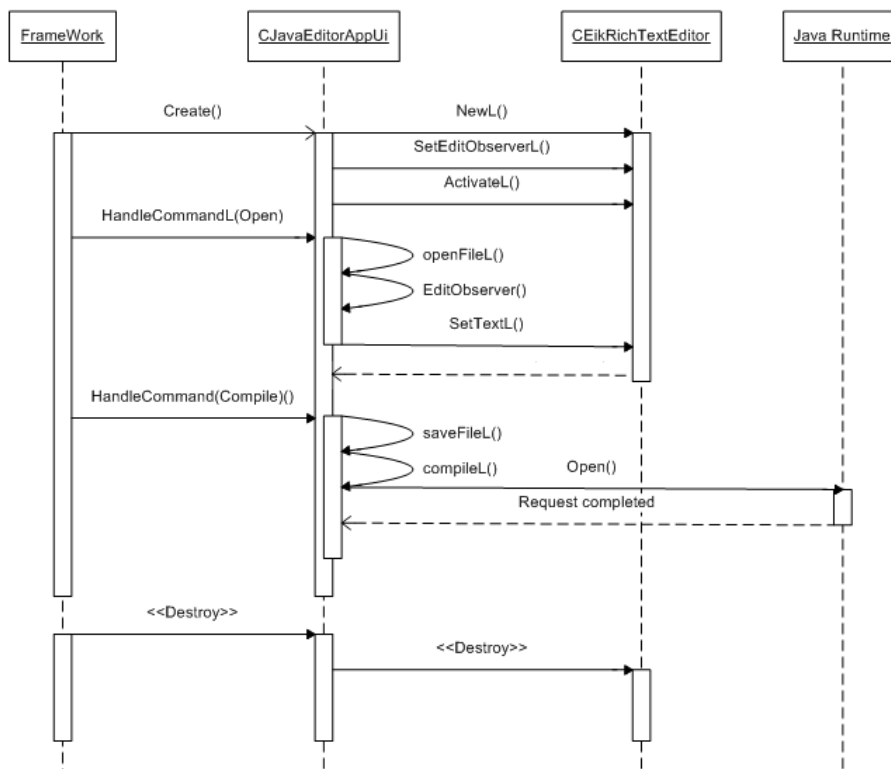 FrameWork
CJavaEditorAppUi
CEikRichTextEditor
Java Runtime
Create()
NewL()
SetEditObserverL()
ActivateL()
HandleCommandL(Open)
openFileL()
EditObserver()
SetTextL()
HandleCommand(Compile)()
saveFileL()
compileL()
Open()
Request completed
<<Destroy>>
<<Destroy>>